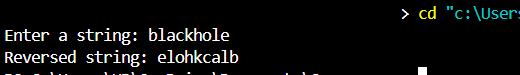 > cd "c:\Users
Enter a string: blackhole
Reversed string: elohkcalb